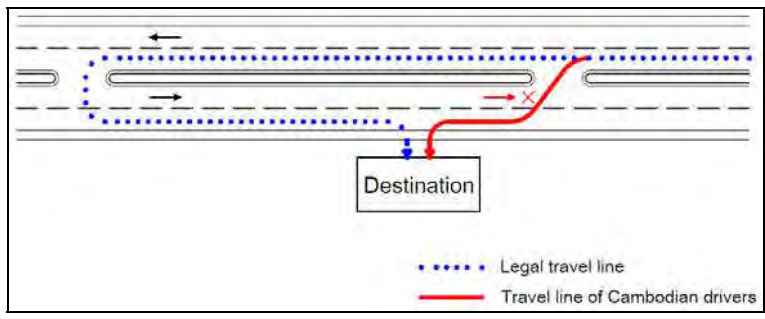 Destination
Legal travel line
Travel line of Cambodian drivers